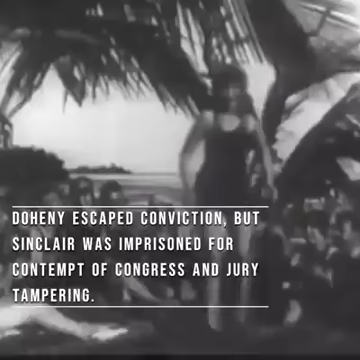 DOHENY ESCAPED CONVICTION, BUT
SINCLAIR WAS IMPRISONED FOR
CONTEMPT OF CONGRESS AND JURY
TAMPERING.